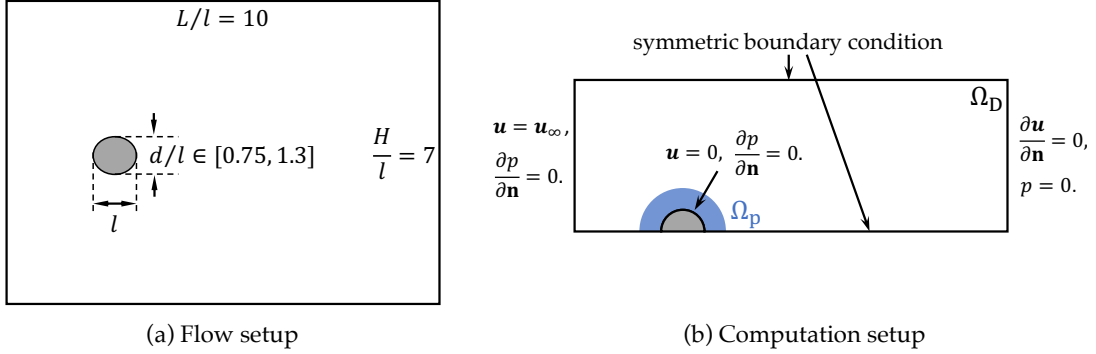 L/l = 10
d/l ∈ [0.75, 1.3]
H/l = 7
l
(a) Flow setup
symmetric boundary condition
Ω_D
u = u_∞,
∂p/∂n = 0.
u = 0, ∂p/∂n = 0.
Ω_p
∂u/∂n = 0,
p = 0.
(b) Computation setup